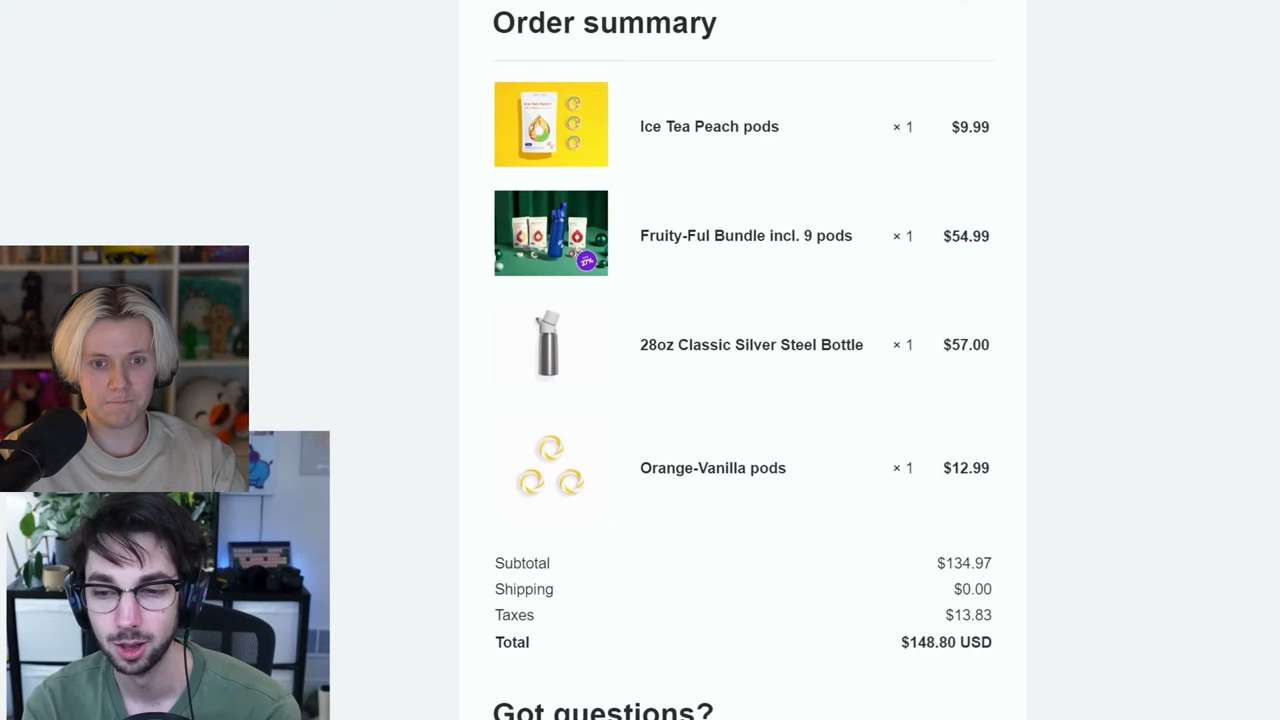 Order summary
Ice Tea Peach pods × 1 $9.99
Fruity-Ful Bundle incl. 9 pods × 1 $54.99
28oz Classic Silver Steel Bottle × 1 $57.00
Orange-Vanilla pods × 1 $12.99
Subtotal $134.97
Shipping $0.00
Taxes $13.83
Total $148.80 USD
Got questions?